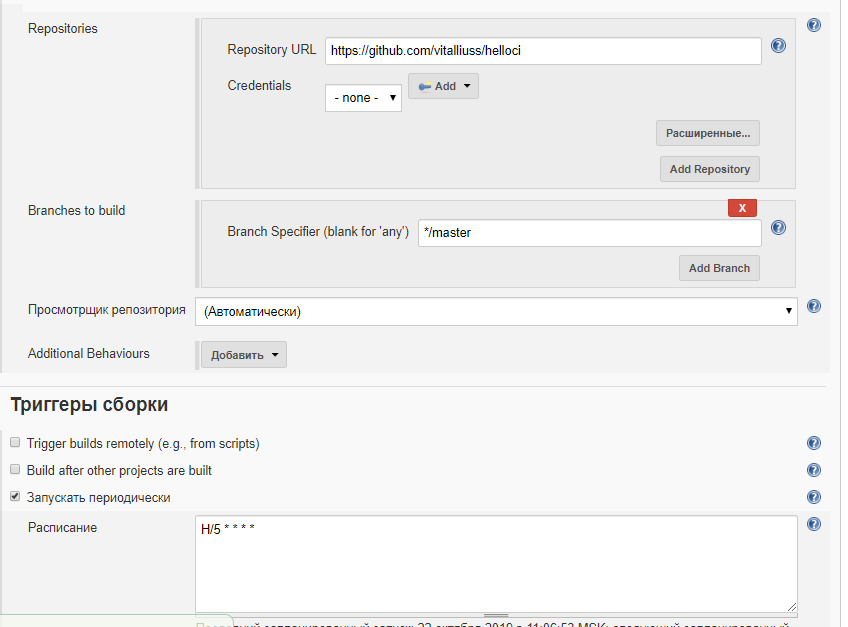 Repositories
Repository URL https://github.com/vitalliuss/helloci
Credentials
- none - Add
Расширенные...
Add Repository
Branches to build
X
Branch Specifier (blank for 'any') */master
Add Branch
Просмотрщик репозитория (Автоматически)
Additional Behaviours Добавить
Триггеры сборки
Trigger builds remotely (e.g., from scripts)
Build after other projects are built
Запускать периодически
Расписание H/5 * * * *